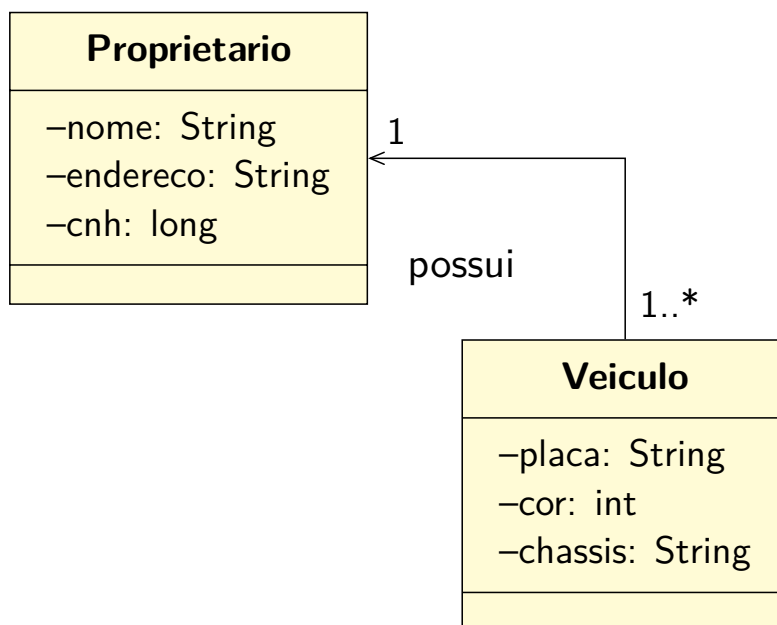 Proprietario
–nome: String
–endereco: String
–cnh: long
1
possui
1..*
Veiculo
–placa: String
–cor: int
–chassis: String